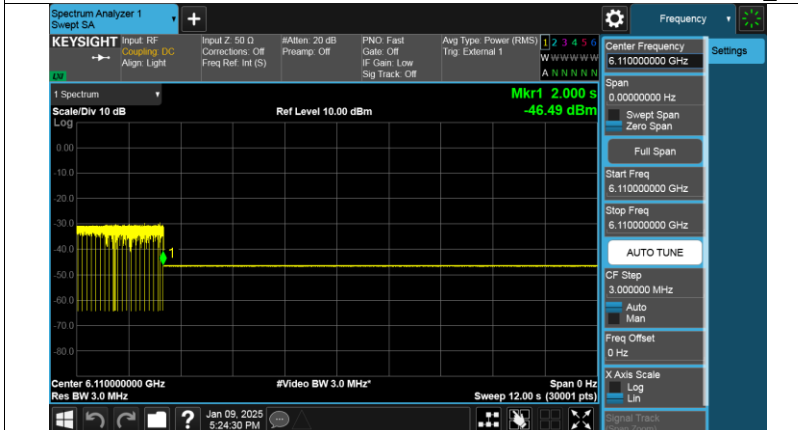 Spectrum Analyzer 1
Swept SA
+
Frequency
KEYSIGHT
Input: RF
Coupling: DC
Align: Light
Input Z: 50 Ω
Corrections: Off
Freq Ref: Int (S)
#Atten: 20 dB
Preamp: Off
PNO: Fast
Gate: Off
IF Gain: Low
Sig Track: Off
Avg Type: Power (RMS)
Trig: External 1
1 2 3 4 5 6
W W W W W W
A N N N N N
LXI
1 Spectrum
Mkr1 2.000 s
Scale/Div 10 dB
Ref Level 10.00 dBm
-46.49 dBm
Log
0.00
-10.0
-20.0
-30.0
-40.0
-50.0
-60.0
-70.0
-80.0
1
Center 6.110000000 GHz
#Video BW 3.0 MHz*
Span 0 Hz
Res BW 3.0 MHz
Sweep 12.00 s (30001 pts)
Center Frequency
6.110000000 GHz
Settings
Span
0.00000000 Hz
Swept Span
Zero Span
Full Span
Start Freq
6.110000000 GHz
Stop Freq
6.110000000 GHz
AUTO TUNE
CF Step
3.000000 MHz
Auto
Man
Freq Offset
0 Hz
X Axis Scale
Log
Lin
Signal Track
(Span Zoom)
?
Jan 09, 2025
5:24:30 PM